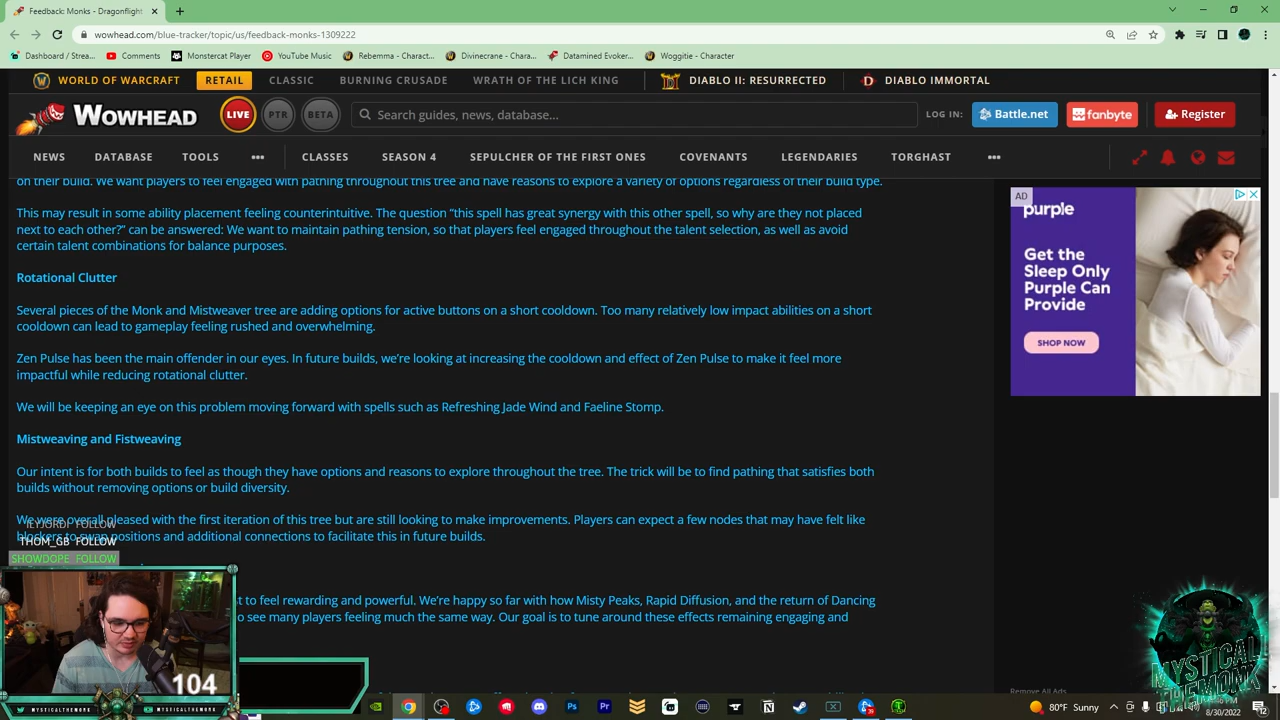 Feedback: Monks - Dragonflight
wowhead.com/blue-tracker/topic/us/feedback-monks-1309222
Dashboard / Strea... Comments Monstercat Player YouTube Music Rebemma - Charact... Divinecrane - Chara... Datamined Evoker... Woggitie - Character
WORLD OF WARCRAFT RETAIL CLASSIC BURNING CRUSADE WRATH OF THE LICH KING DIABLO II: RESURRECTED DIABLO IMMORTAL
WOWHEAD LIVE PTR BETA Search guides, news, database... LOG IN: Battle.net fanbyte Register
NEWS DATABASE TOOLS ••• CLASSES SEASON 4 SEPULCHER OF THE FIRST ONES COVENANTS LEGENDARIES TORGHAST •••
on their build. We want players to feel engaged with pathing throughout this tree and have reasons to explore a variety of options regardless of their build type.
This may result in some ability placement feeling counterintuitive. The question “this spell has great synergy with this other spell, so why are they not placed
next to each other?” can be answered: We want to maintain pathing tension, so that players feel engaged throughout the talent selection, as well as avoid
certain talent combinations for balance purposes.
Rotational Clutter
Several pieces of the Monk and Mistweaver tree are adding options for active buttons on a short cooldown. Too many relatively low impact abilities on a short
cooldown can lead to gameplay feeling rushed and overwhelming.
Zen Pulse has been the main offender in our eyes. In future builds, we’re looking at increasing the cooldown and effect of Zen Pulse to make it feel more
impactful while reducing rotational clutter.
We will be keeping an eye on this problem moving forward with spells such as Refreshing Jade Wind and Faeline Stomp.
Mistweaving and Fistweaving
Our intent is for both builds to feel as though they have options and reasons to explore throughout the tree. The trick will be to find pathing that satisfies both
builds without removing options or build diversity.
We were overall pleased with the first iteration of this tree but are still looking to make improvements. Players can expect a few nodes that may have felt like
blockers to swap positions and additional connections to facilitate this in future builds.
FOLLOW
THOM_GB FOLLOW
SHOWDOPE FOLLOW
t to feel rewarding and powerful. We’re happy so far with how Misty Peaks, Rapid Diffusion, and the return of Dancing
o see many players feeling much the same way. Our goal is to tune around these effects remaining engaging and
104
MYSTICALTHEMONK
AD
purple
Get the
Sleep Only
Purple Can
Provide
SHOP NOW
Remove All Ads
MYSTICAL
THEMONK
80°F Sunny
8/30/2022